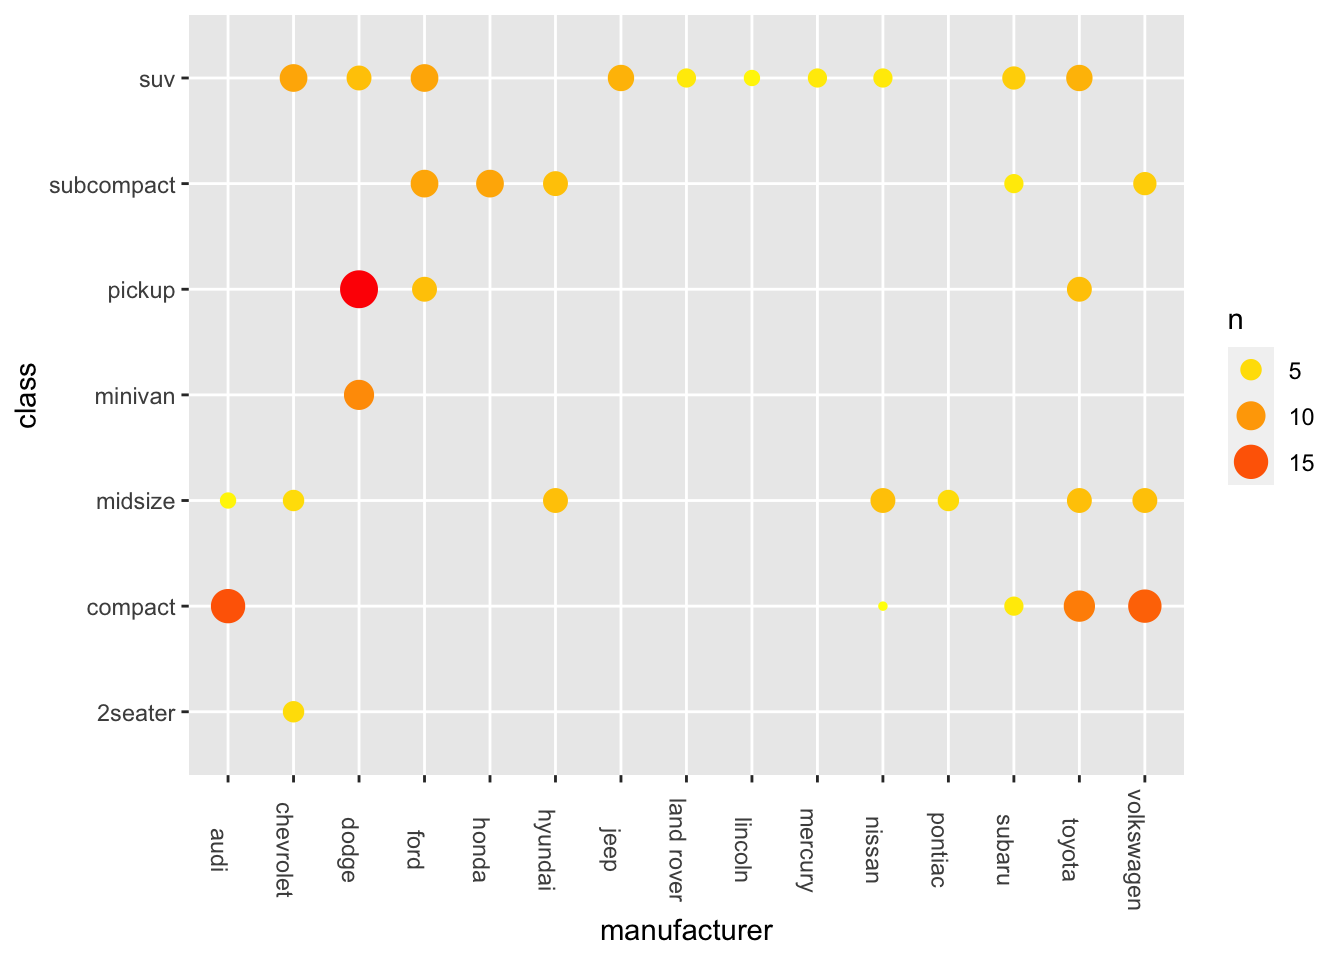 suv
subcompact
pickup
minivan
midsize
compact
2seater
class
audi
chevrolet
dodge
ford
honda
hyundai
jeep
land rover
lincoln
mercury
nissan
pontiac
subaru
toyota
volkswagen
manufacturer
n
5
10
15